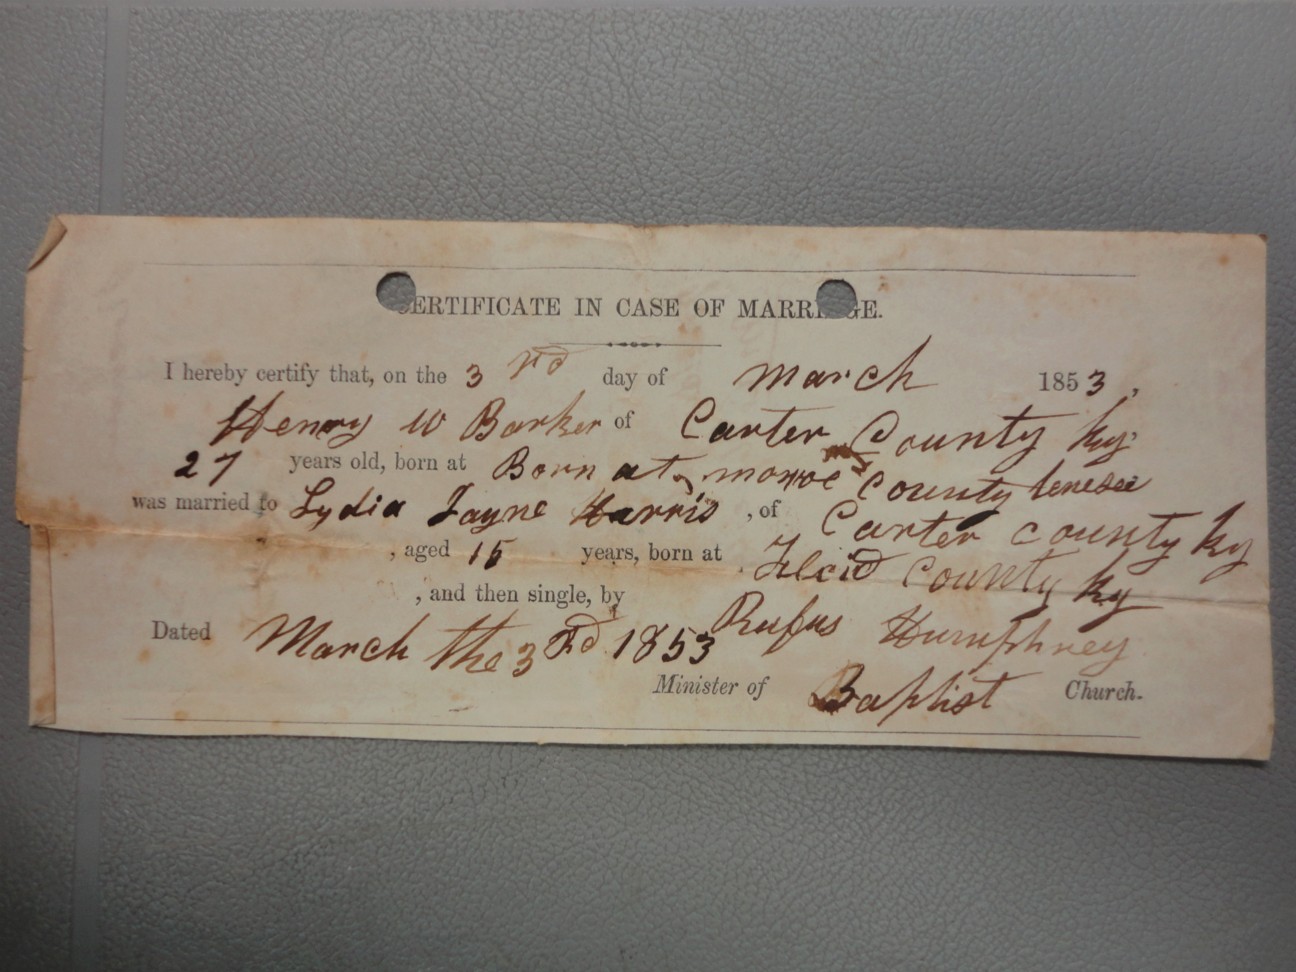 CERTIFICATE IN CASE OF MARRIAGE.
I hereby certify that, on the 3rd day of March 1853,
Henry W Barker of Carter County Ky
27 years old, born at Born at monroe County tenesee
was married to Lydia Jayne Harris, of Carter County Ky
, aged 15 years, born at County Ky
, and then single, by Rufus Humphrey
Dated March the 3rd 1853
Minister of Baptist Church.